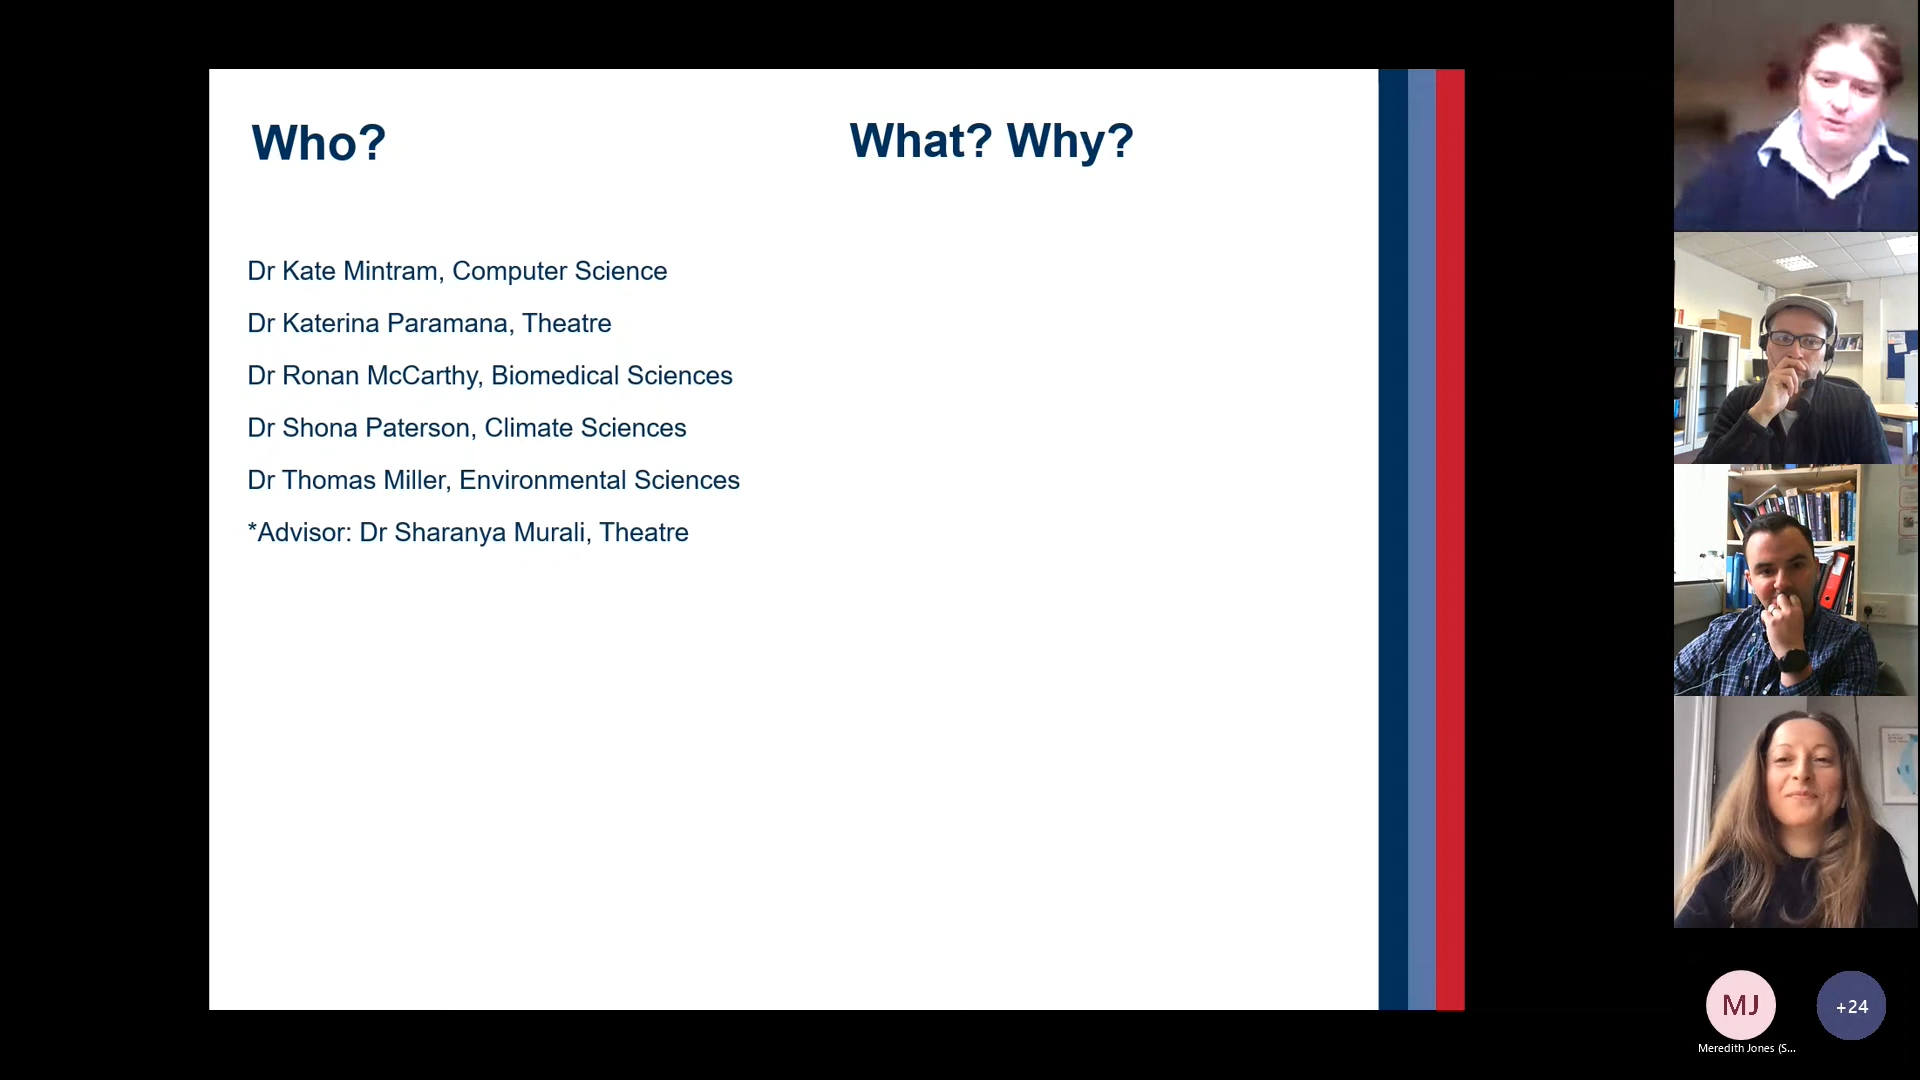 Who?
What? Why?
Dr Kate Mintram, Computer Science
Dr Katerina Paramana, Theatre
Dr Ronan McCarthy, Biomedical Sciences
Dr Shona Paterson, Climate Sciences
Dr Thomas Miller, Environmental Sciences
*Advisor: Dr Sharanya Murali, Theatre
MJ
+24
Meredith Jones (S...